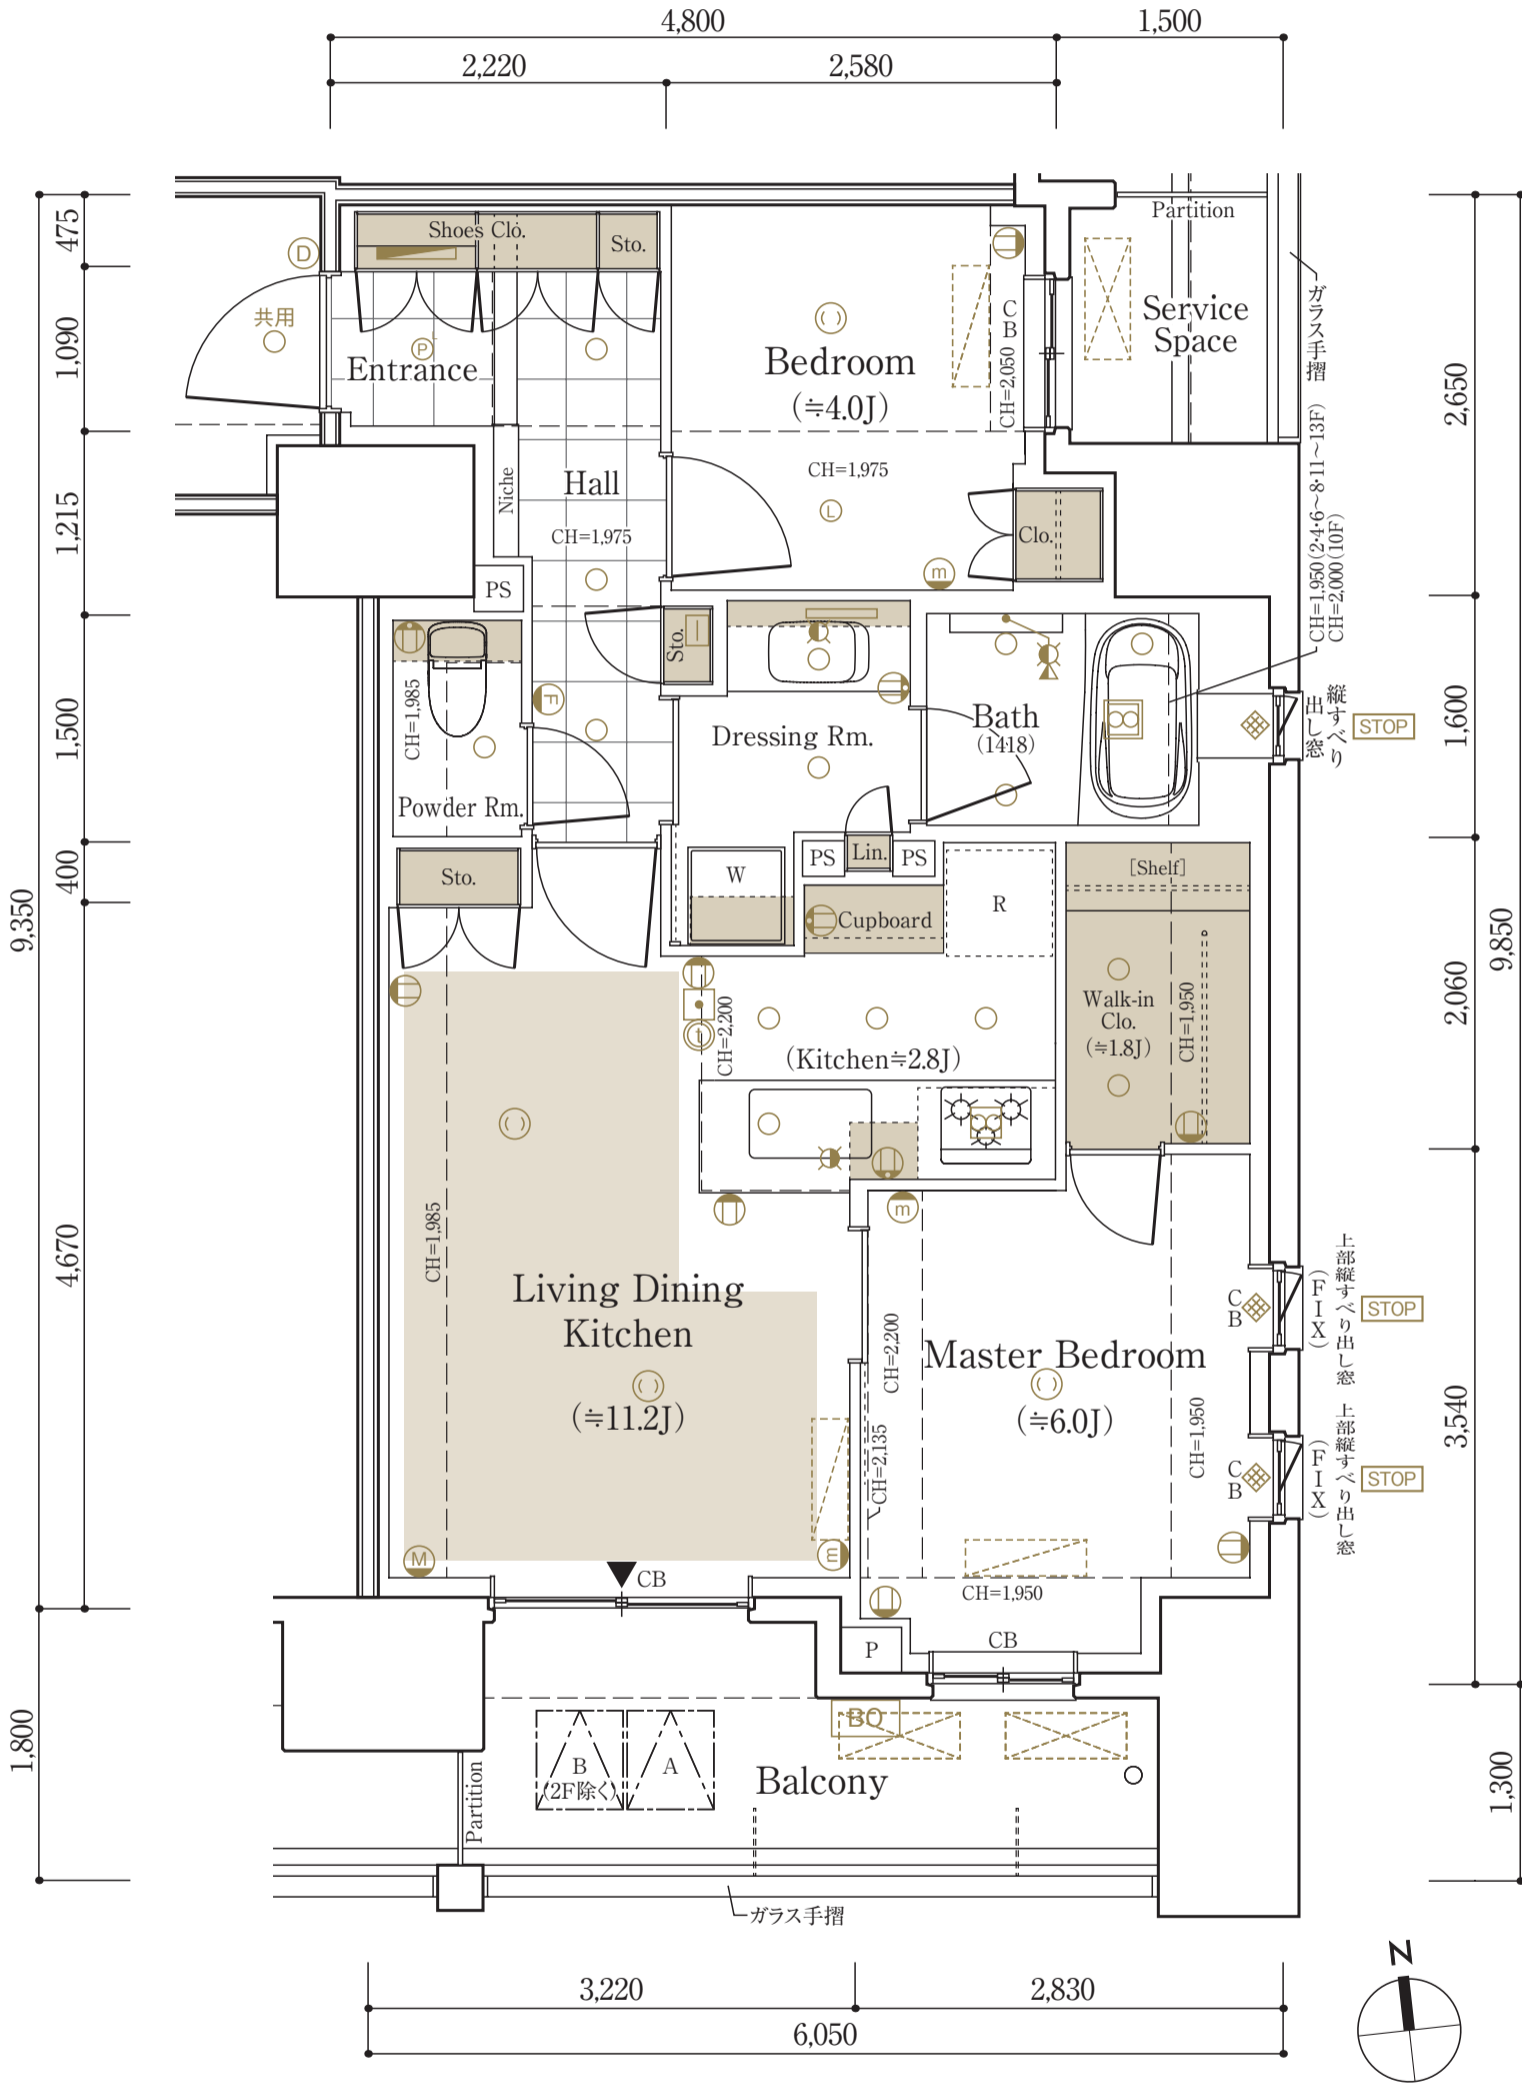 4,800
1,500
2,220
2,580
475
1,090
1,215
1,500
400
4,670
9,350
1,800
2,650
1,600
2,060
3,540
9,850
1,300
Shoes Clo.
Sto.
D
共用
P
Entrance
Niche
Hall
CH=1,975
PS
Bedroom
(≒4.0J)
CH=1,975
L
m
CB
CH=2,050
Clo.
Partition
Service
Space
ガラス手摺
CH=1,950(2・4・6~8・11~13F)
CH=2,000(10F)
縦すべり
出し窓
STOP
CH=1,985
Powder Rm.
F
Sto.
Dressing Rm.
Bath
(1418)
Sto.
W
PS
Lin.
PS
Cupboard
R
[Shelf]
Walk-in
Clo.
(≒1.8J)
CH=1,950
t
CH=2,200
(Kitchen≒2.8J)
m
CH=1,985
Living Dining
Kitchen
(≒11.2J)
CH=2,200
CH=2,135
Master Bedroom
(≒6.0J)
CH=1,950
CB
上部縦すべり出し窓
(FIX)
STOP
CB
上部縦すべり出し窓
(FIX)
STOP
M
m
CB
CH=1,950
CB
P
BO
B
(2F除く)
A
Balcony
Partition
ガラス手摺
3,220
2,830
6,050
N